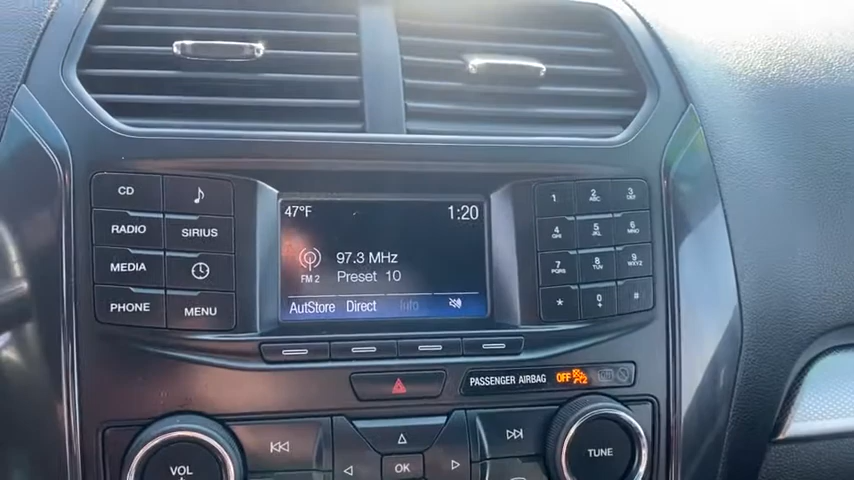 CD
RADIO
SIRIUS
MEDIA
PHONE
MENU
47°F
1:20
97.3 MHz
FM 2
Preset 10
AutoStore Direct Info
1 2 ABC 3 DEF
4 GHI 5 JKL 6 MNO
7 PQRS 8 TUV 9 WXYZ
* 0 #
PASSENGER AIRBAG OFF
VOL
OK
TUNE